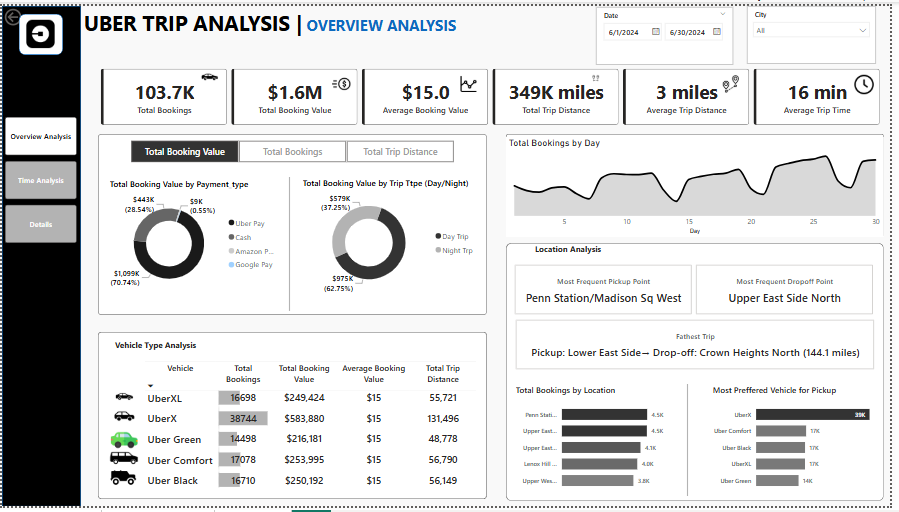 UBER TRIP ANALYSIS | OVERVIEW ANALYSIS
Date
6/1/2024 6/30/2024
City
All
103.7K
Total Bookings
$1.6M
Total Booking Value
$15.0
Average Booking Value
349K miles
Total Trip Distance
3 miles
Average Trip Distance
16 min
Average Trip Time
Overview Analysis
Time Analysis
Details
Total Booking Value
Total Bookings
Total Trip Distance
Total Booking Value by Payment type
$443K
(28.54%)
$9K
(0.55%)
$1,099K
(70.74%)
Uber Pay
Cash
Amazon P...
Google Pay
Total Booking Value by Trip Ttpe (Day/Night)
$579K
(37.25%)
$975K
(62.75%)
Day Trip
Night Trp
Total Bookings by Day
5 10 15 20 25 30
Day
Location Analysis
Most Frequent Pickup Point
Penn Station/Madison Sq West
Most Frequent Dropoff Point
Upper East Side North
Fathest Trip
Pickup: Lower East Side→ Drop-off: Crown Heights North (144.1 miles)
Vehicle Type Analysis
Vehicle Total Bookings Total Booking Value Average Booking Value Total Trip Distance
UberXL 16698 $249,424 $15 55,721
UberX 38744 $583,880 $15 131,496
Uber Green 14498 $216,181 $15 48,778
Uber Comfort 17078 $253,995 $15 56,790
Uber Black 16710 $250,192 $15 56,149
Total Bookings by Location
Penn Stati... 4.5K
Upper East... 4.5K
Upper East... 4.1K
Lenox Hill ... 4.0K
Upper Wes... 3.8K
Most Preffered Vehicle for Pickup
UberX 39K
Uber Comfort 17K
Uber Black 17K
UberXL 17K
Uber Green 14K